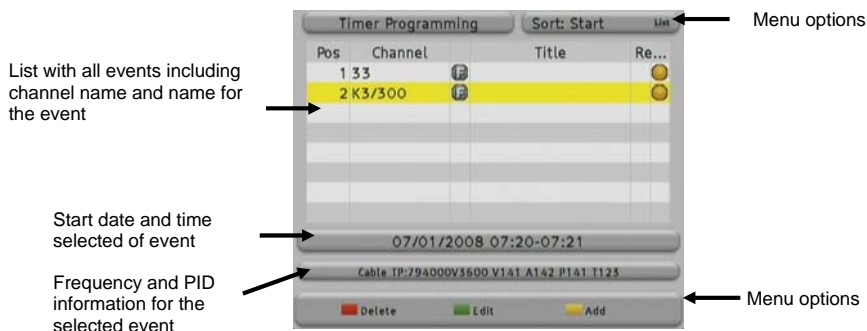 Timer Programming
Sort: Start
List
Menu options
Pos Channel Title Re...
1 33
2 K3/300
List with all events including
channel name and name for
the event
Start date and time
selected of event
07/01/2008 07:20-07:21
Frequency and PID
information for the
selected event
Cable TP:794000V3600 V141 A142 P141 T123
Delete Edit Add
Menu options